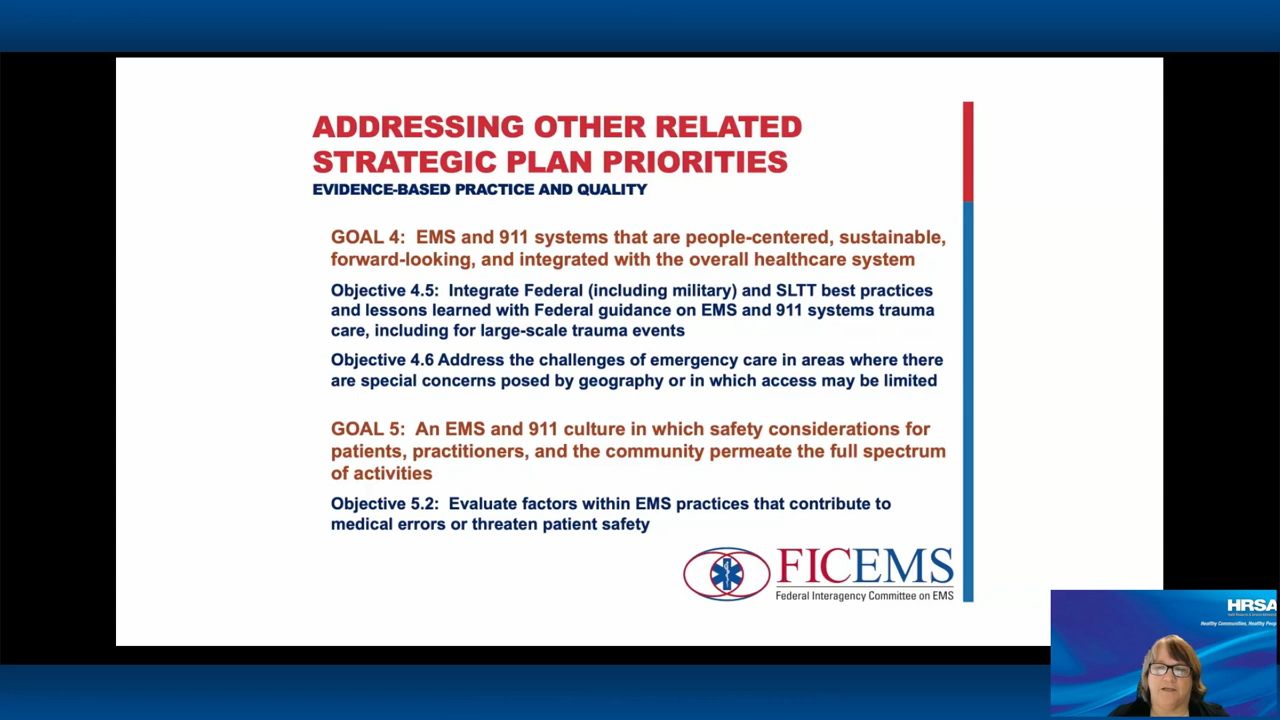 ADDRESSING OTHER RELATED
STRATEGIC PLAN PRIORITIES
EVIDENCE-BASED PRACTICE AND QUALITY
GOAL 4: EMS and 911 systems that are people-centered, sustainable,
forward-looking, and integrated with the overall healthcare system
Objective 4.5: Integrate Federal (including military) and SLTT best practices
and lessons learned with Federal guidance on EMS and 911 systems trauma
care, including for large-scale trauma events
Objective 4.6 Address the challenges of emergency care in areas where there
are special concerns posed by geography or in which access may be limited
GOAL 5: An EMS and 911 culture in which safety considerations for
patients, practitioners, and the community permeate the full spectrum
of activities
Objective 5.2: Evaluate factors within EMS practices that contribute to
medical errors or threaten patient safety
FICEMS
Federal Interagency Committee on EMS
HRSA
Healthy Communities, Healthy